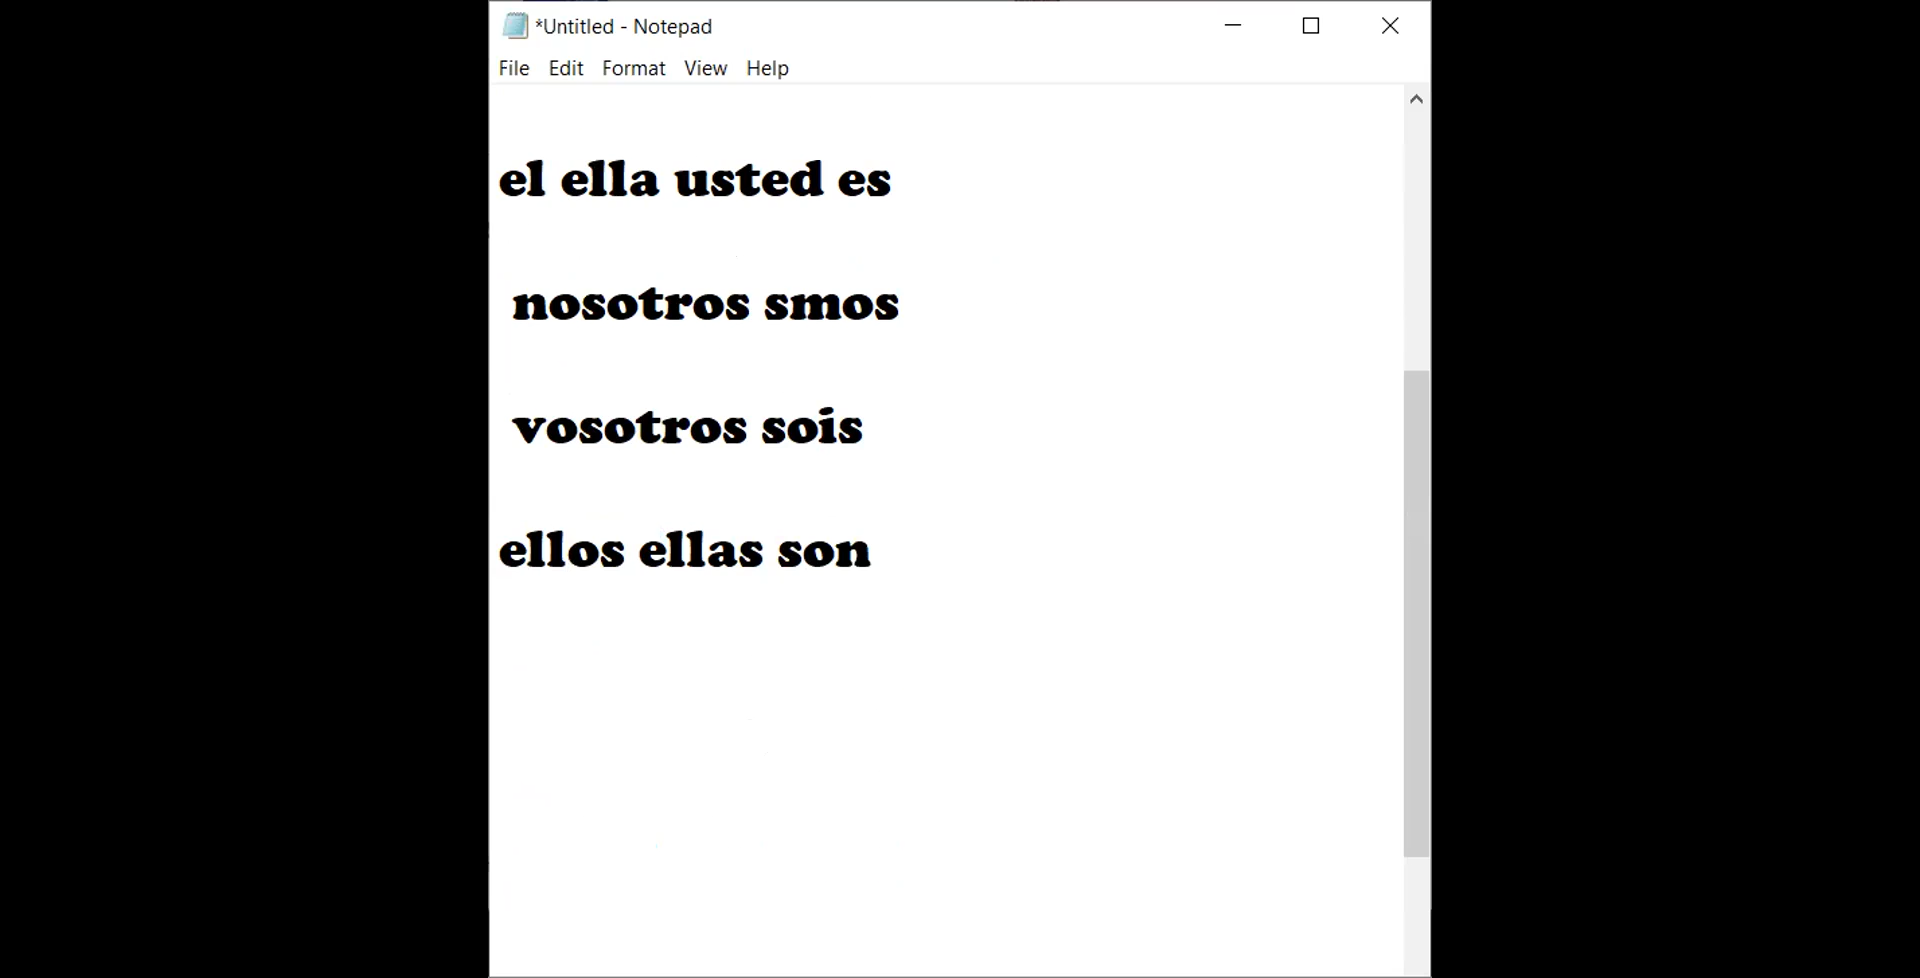 *Untitled - Notepad
File Edit Format View Help
el ella usted es
nosotros smos
vosotros sois
ellos ellas son